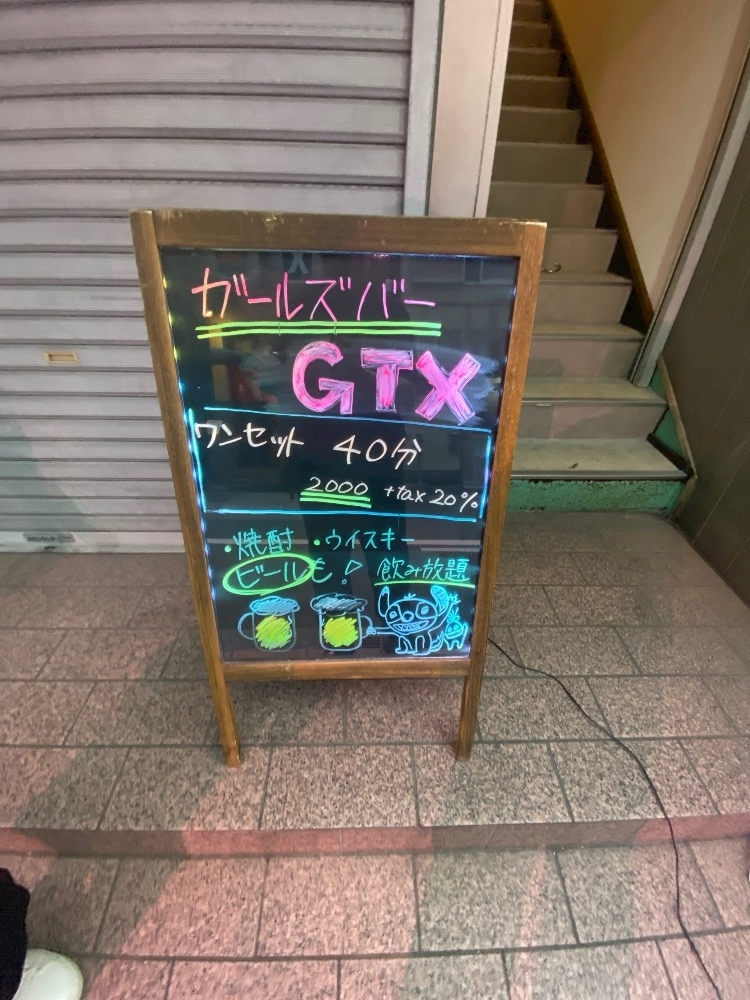 ガールズバー
GTX
ワンセット 40分
2000 +tax 20%
・焼酎 ・ウイスキー
ビールも! 飲み放題